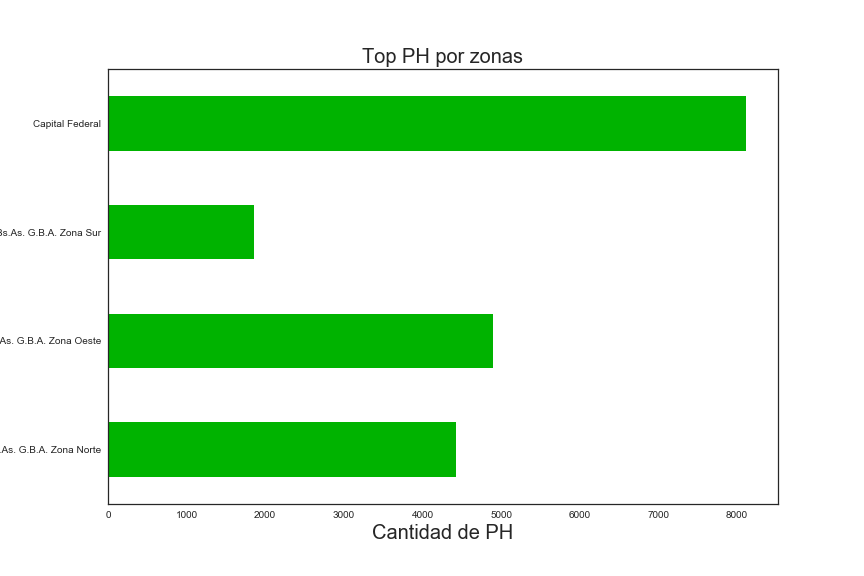 Top PH por zonas
Capital Federal
Bs.As. G.B.A. Zona Sur
As. G.B.A. Zona Oeste
.As. G.B.A. Zona Norte
0 1000 2000 3000 4000 5000 6000 7000 8000
Cantidad de PH